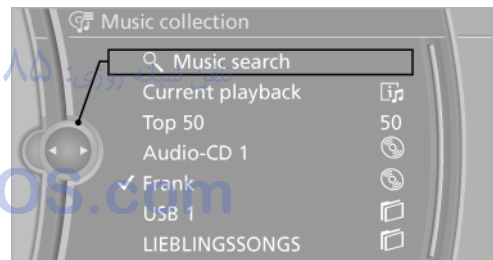 Music collection
Music search
Current playback
Top 50 50
Audio-CD 1
Frank
USB 1
LIEBLINGSSONGS
OS.com